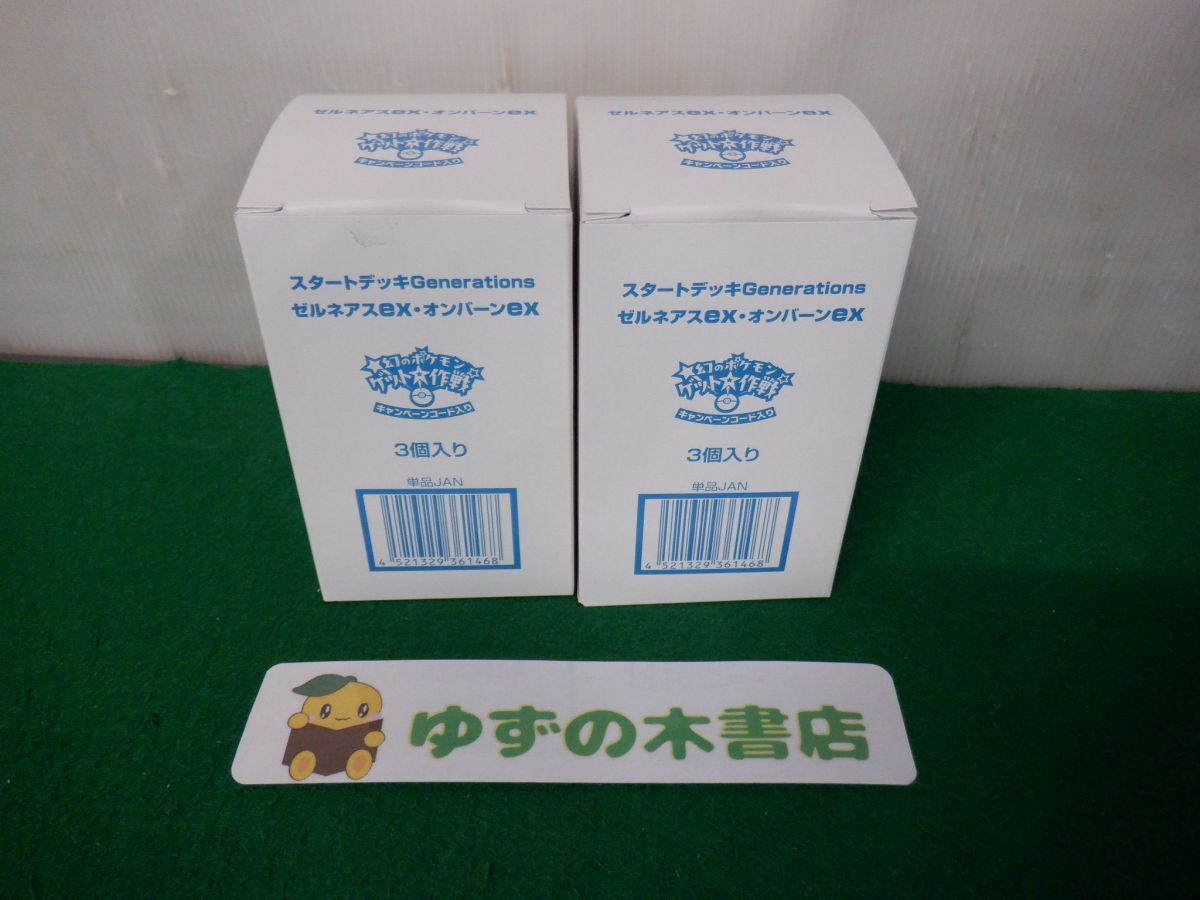 ゼルネアスex・オンバーンex
幻のポケモン
ゲット大作戦
キャンペーンコード入り
スタートデッキGenerations
ゼルネアスex・オンバーンex
幻のポケモン
ゲット大作戦
キャンペーンコード入り
3個入り
単品JAN
4 521329 361468
ゼルネアスex・オンバーンex
幻のポケモン
ゲット大作戦
キャンペーンコード入り
スタートデッキGenerations
ゼルネアスex・オンバーンex
幻のポケモン
ゲット大作戦
キャンペーンコード入り
3個入り
単品JAN
4 521329 361468
ゆずの木書店